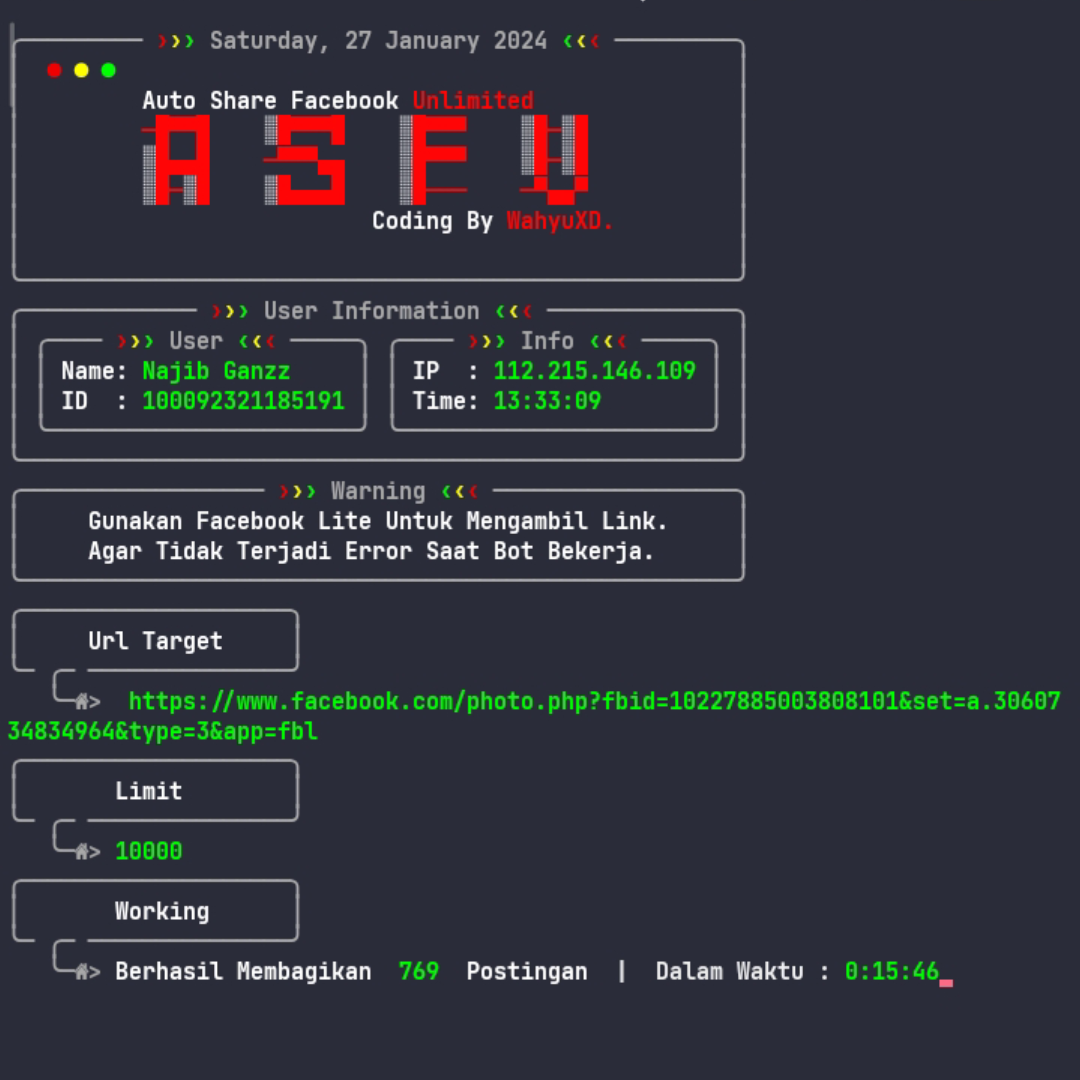 ››› Saturday, 27 January 2024 ‹‹‹
Auto Share Facebook Unlimited
ASFU
Coding By WahyuXD.
››› User Information ‹‹‹
››› User ‹‹‹ ››› Info ‹‹‹
Name: Najib Ganzz IP : 112.215.146.109
ID : 100092321185191 Time: 13:33:09
››› Warning ‹‹‹
Gunakan Facebook Lite Untuk Mengambil Link.
Agar Tidak Terjadi Error Saat Bot Bekerja.
Url Target
> https://www.facebook.com/photo.php?fbid=10227885003808101&set=a.30607
34834964&type=3&app=fbl
Limit
> 10000
Working
> Berhasil Membagikan 769 Postingan | Dalam Waktu : 0:15:46